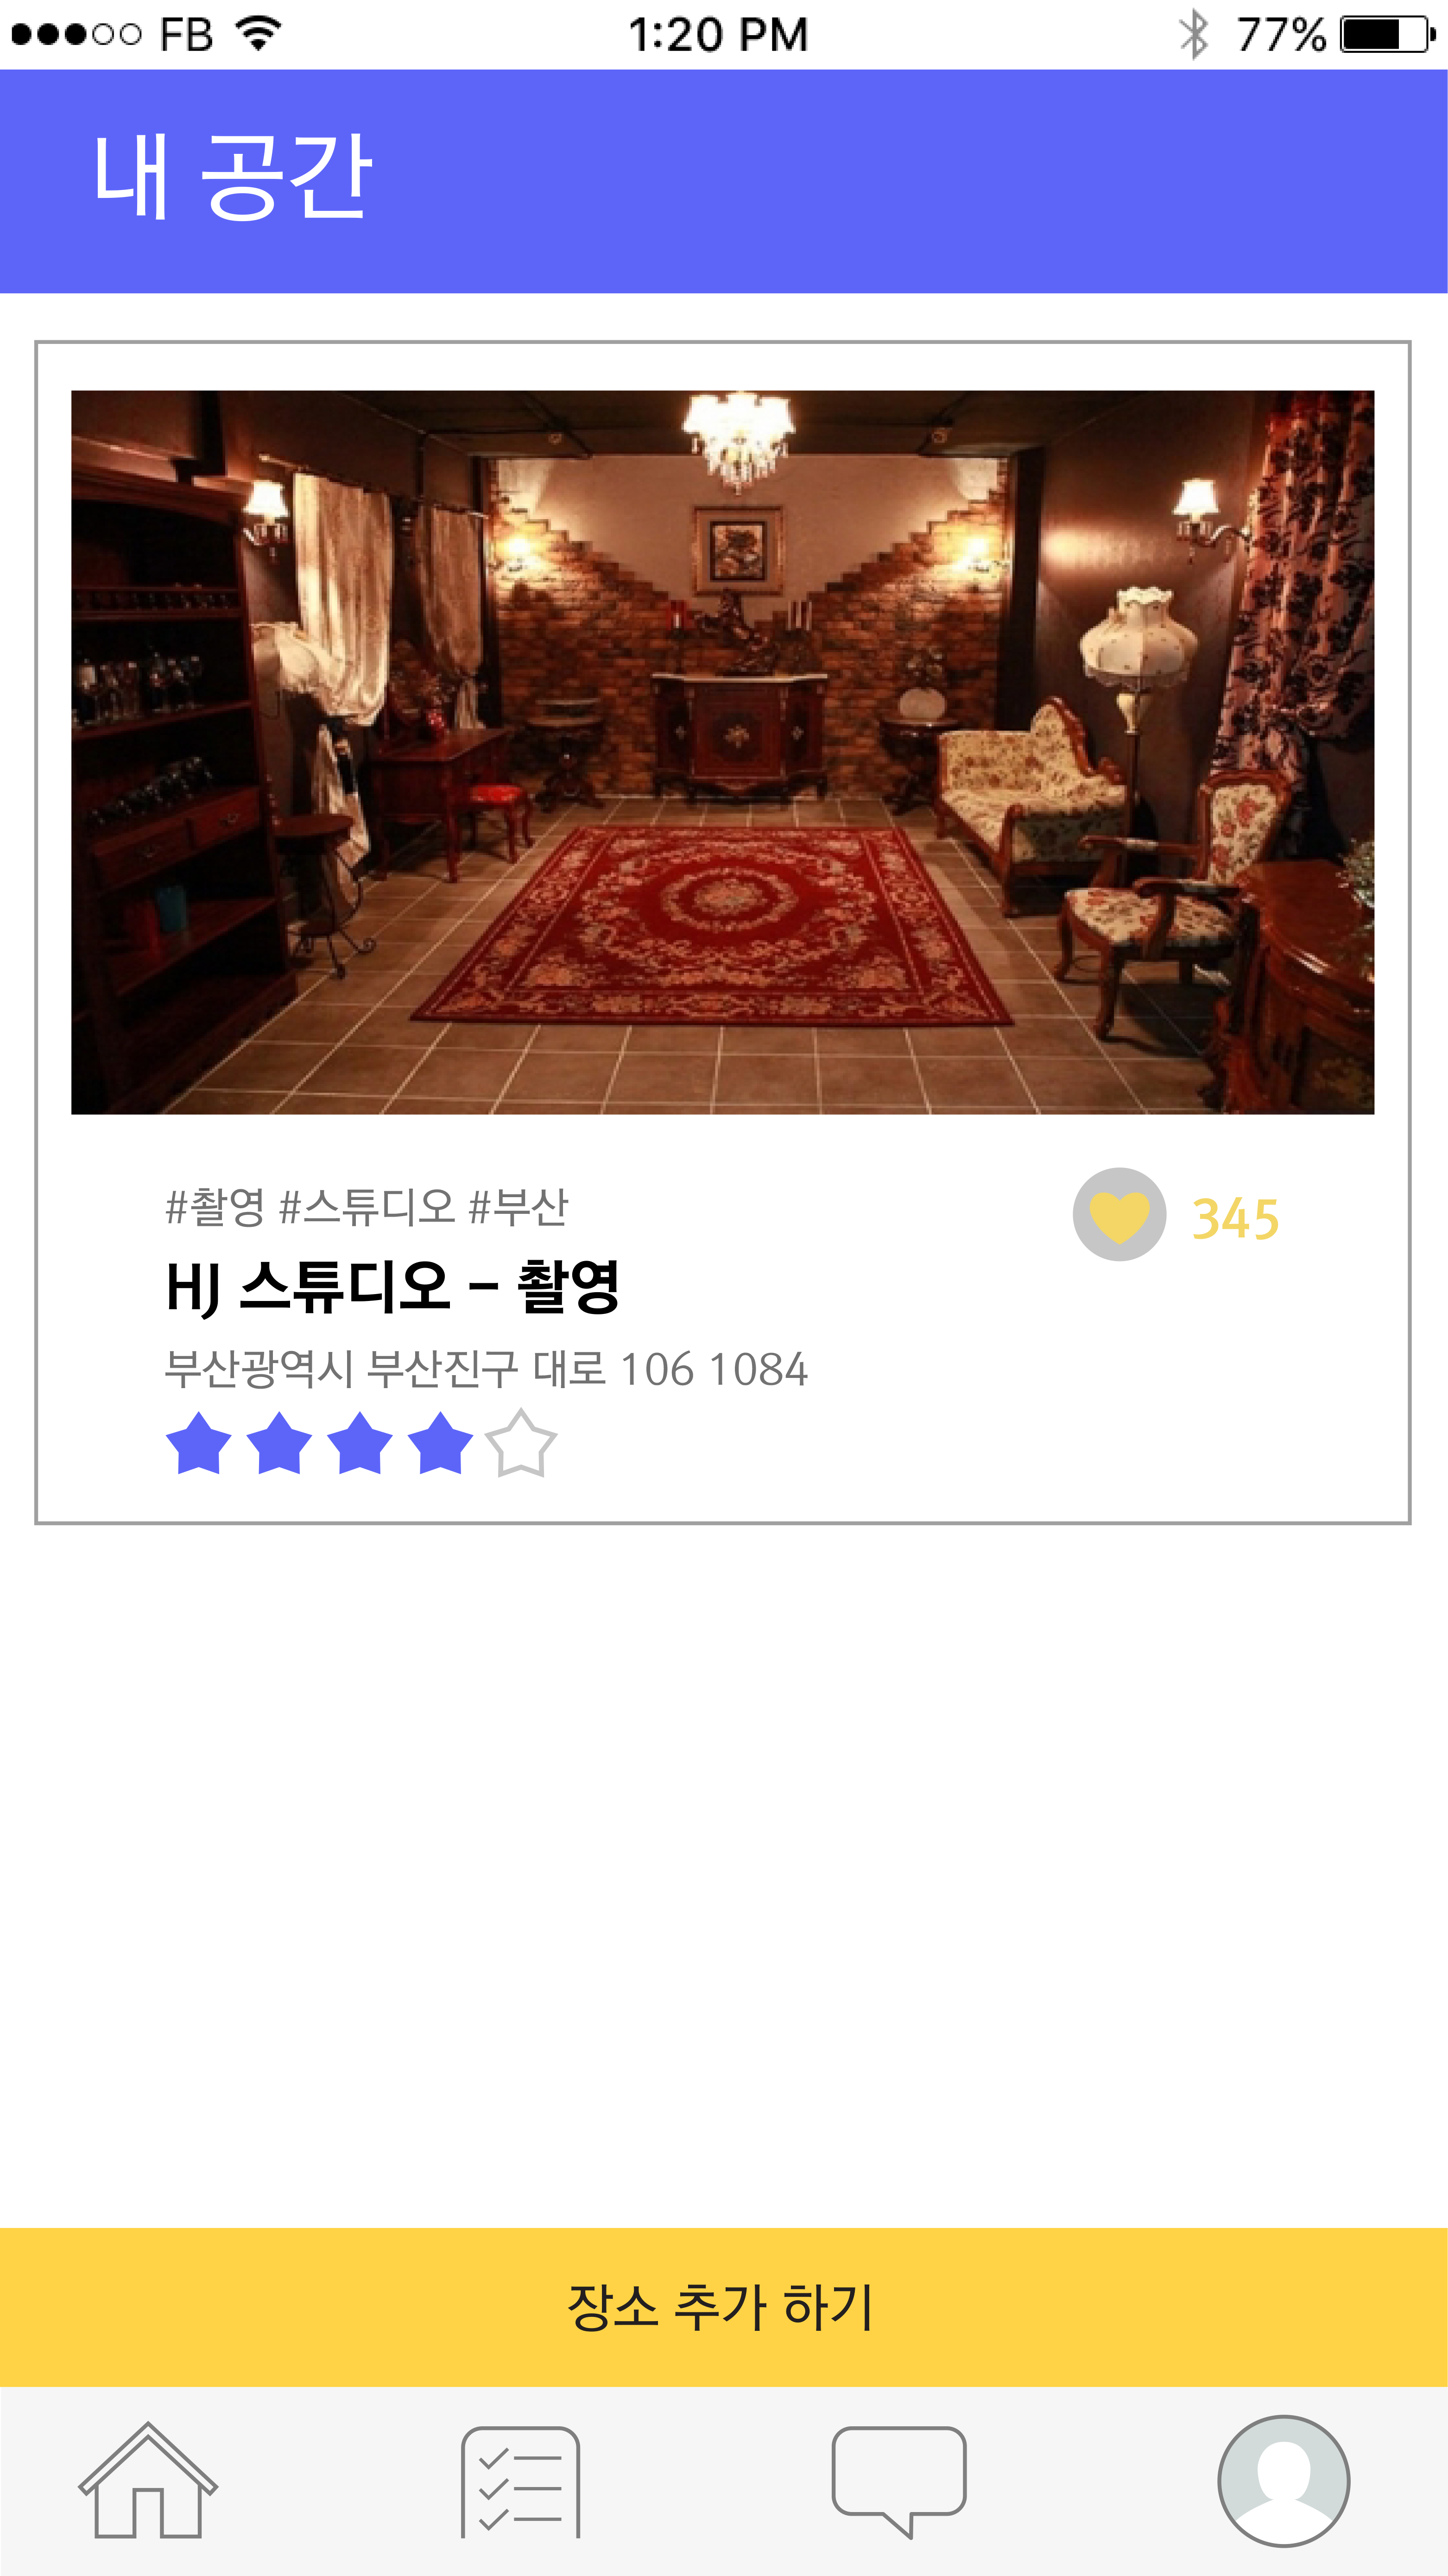 FB 1:20 PM 77%
내 공간
#촬영 #스튜디오 #부산
345
HJ 스튜디오 – 촬영
부산광역시 부산진구 대로 106 1084
장소 추가 하기